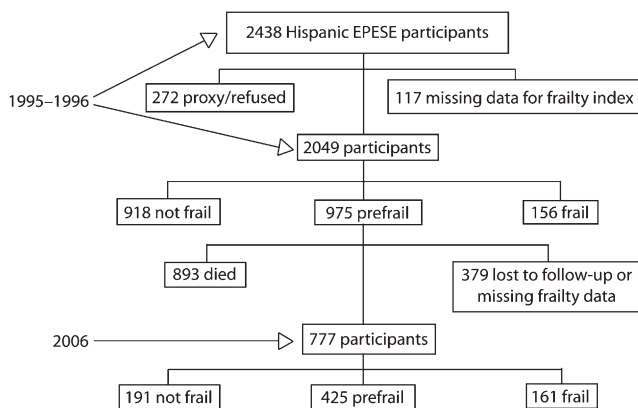 2438 Hispanic EPESE participants
1995–1996
272 proxy/refused
117 missing data for frailty index
2049 participants
918 not frail
975 prefrail
156 frail
893 died
379 lost to follow-up or
missing frailty data
2006
777 participants
191 not frail
425 prefrail
161 frail